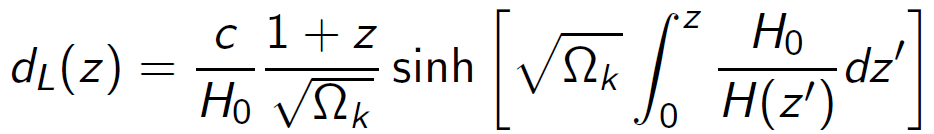 d_L(z) = \frac{c}{H_0} \frac{1+z}{\sqrt{\Omega_k}} \sinh \left[ \sqrt{\Omega_k} \int_0^z \frac{H_0}{H(z')} dz' \right]